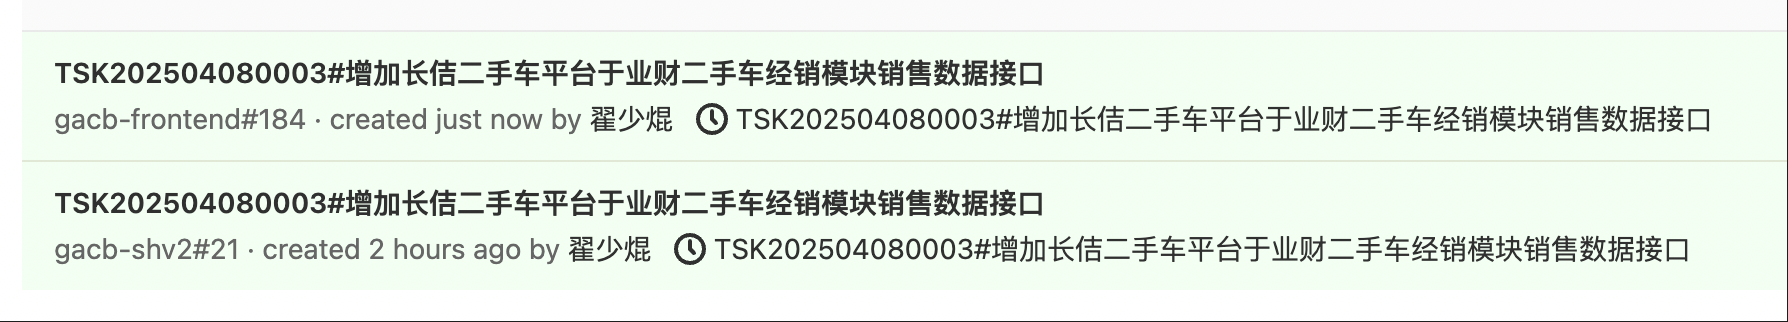 TSK202504080003#增加长佶二手车平台于业财二手车经销模块销售数据接口
gacb-frontend#184 · created just now by 翟少焜 TSK202504080003#增加长佶二手车平台于业财二手车经销模块销售数据接口
TSK202504080003#增加长佶二手车平台于业财二手车经销模块销售数据接口
gacb-shv2#21 · created 2 hours ago by 翟少焜 TSK202504080003#增加长佶二手车平台于业财二手车经销模块销售数据接口